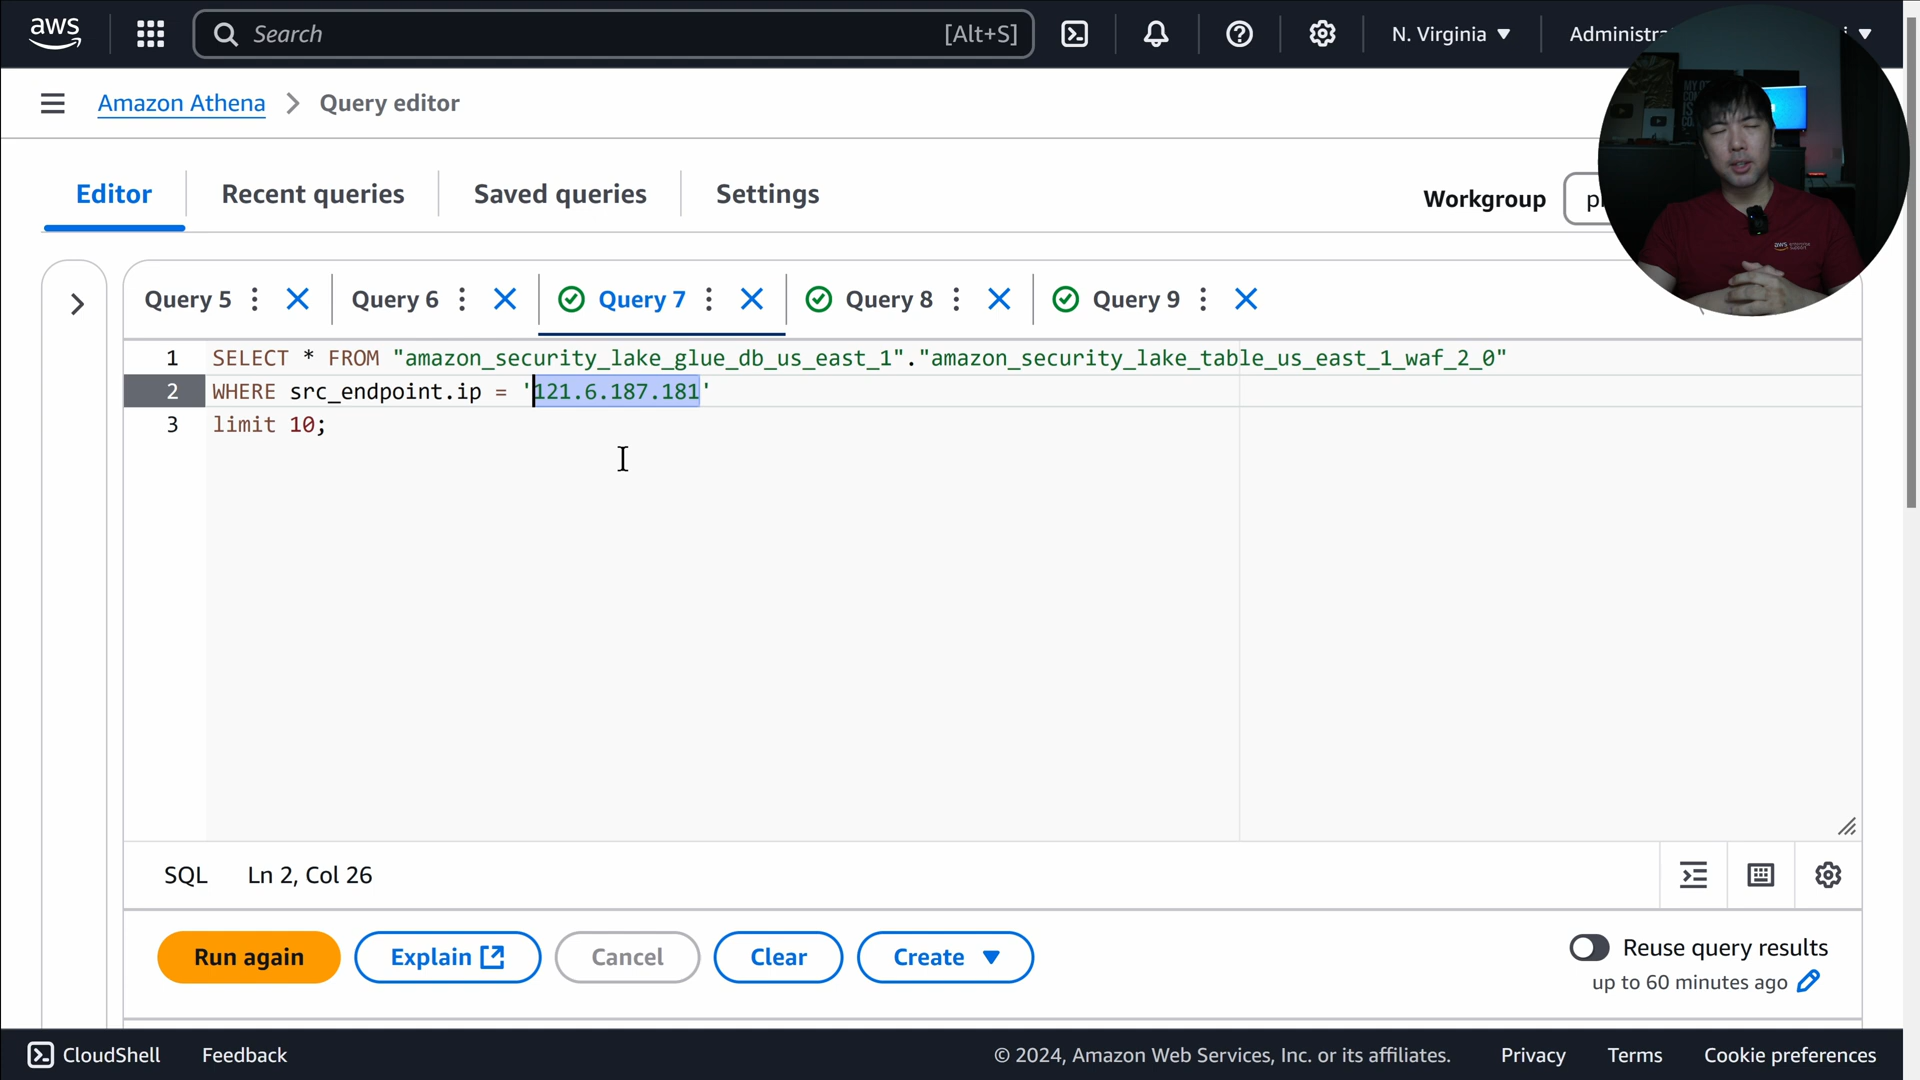 aws
Search
[Alt+S]
N. Virginia
Amazon Athena
Query editor
Editor
Recent queries
Saved queries
Settings
Workgroup
Query 5
Query 6
Query 7
Query 8
Query 9
1 SELECT * FROM "amazon_security_lake_glue_db_us_east_1"."amazon_security_lake_table_us_east_1_waf_2_0"
2 WHERE src_endpoint.ip = '121.6.187.181'
3 limit 10;
SQL
Ln 2, Col 26
Run again
Explain
Cancel
Clear
Create
Reuse query results
up to 60 minutes ago
CloudShell
Feedback
© 2024, Amazon Web Services, Inc. or its affiliates.
Privacy
Terms
Cookie preferences